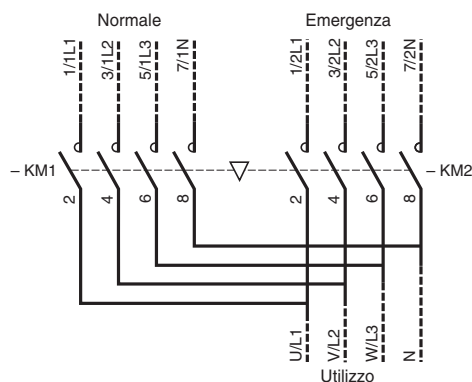 Normale Emergenza
1/1L1 3/1L2 5/1L3 7/1N 1/2L1 3/2L2 5/2L3 7/2N
– KM1 – KM2
2 4 6 8 2 4 6 8
U/L1 V/L2 W/L3 N
Utilizzo